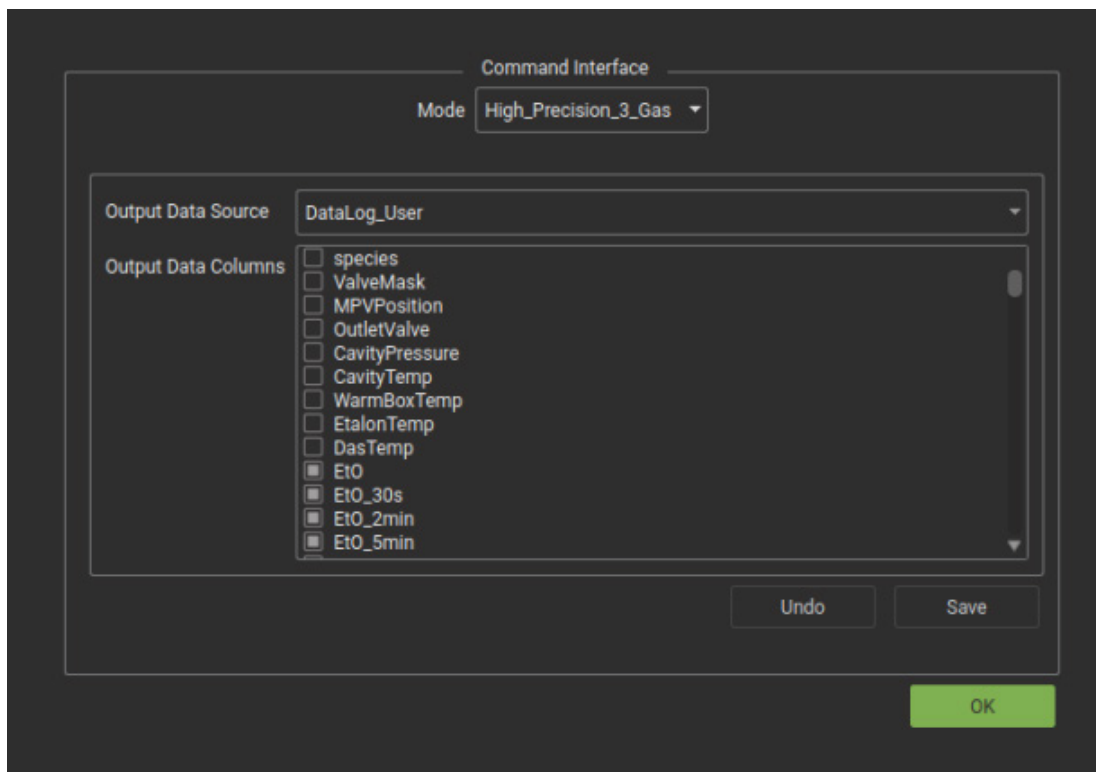 Command Interface
Mode High_Precision_3_Gas
Output Data Source DataLog_User
Output Data Columns
species
ValveMask
MPVPosition
OutletValve
CavityPressure
CavityTemp
WarmBoxTemp
EtalonTemp
DasTemp
EtO
EtO_30s
EtO_2min
EtO_5min
Undo Save
OK